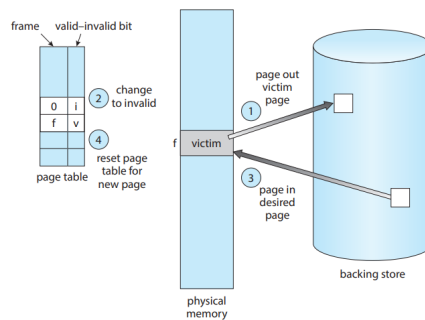 frame
valid–invalid bit
0 i
f v
page table
2
change
to invalid
4
reset page
table for
new page
f
victim
physical
memory
page out
victim
page
1
3
page in
desired
page
backing store